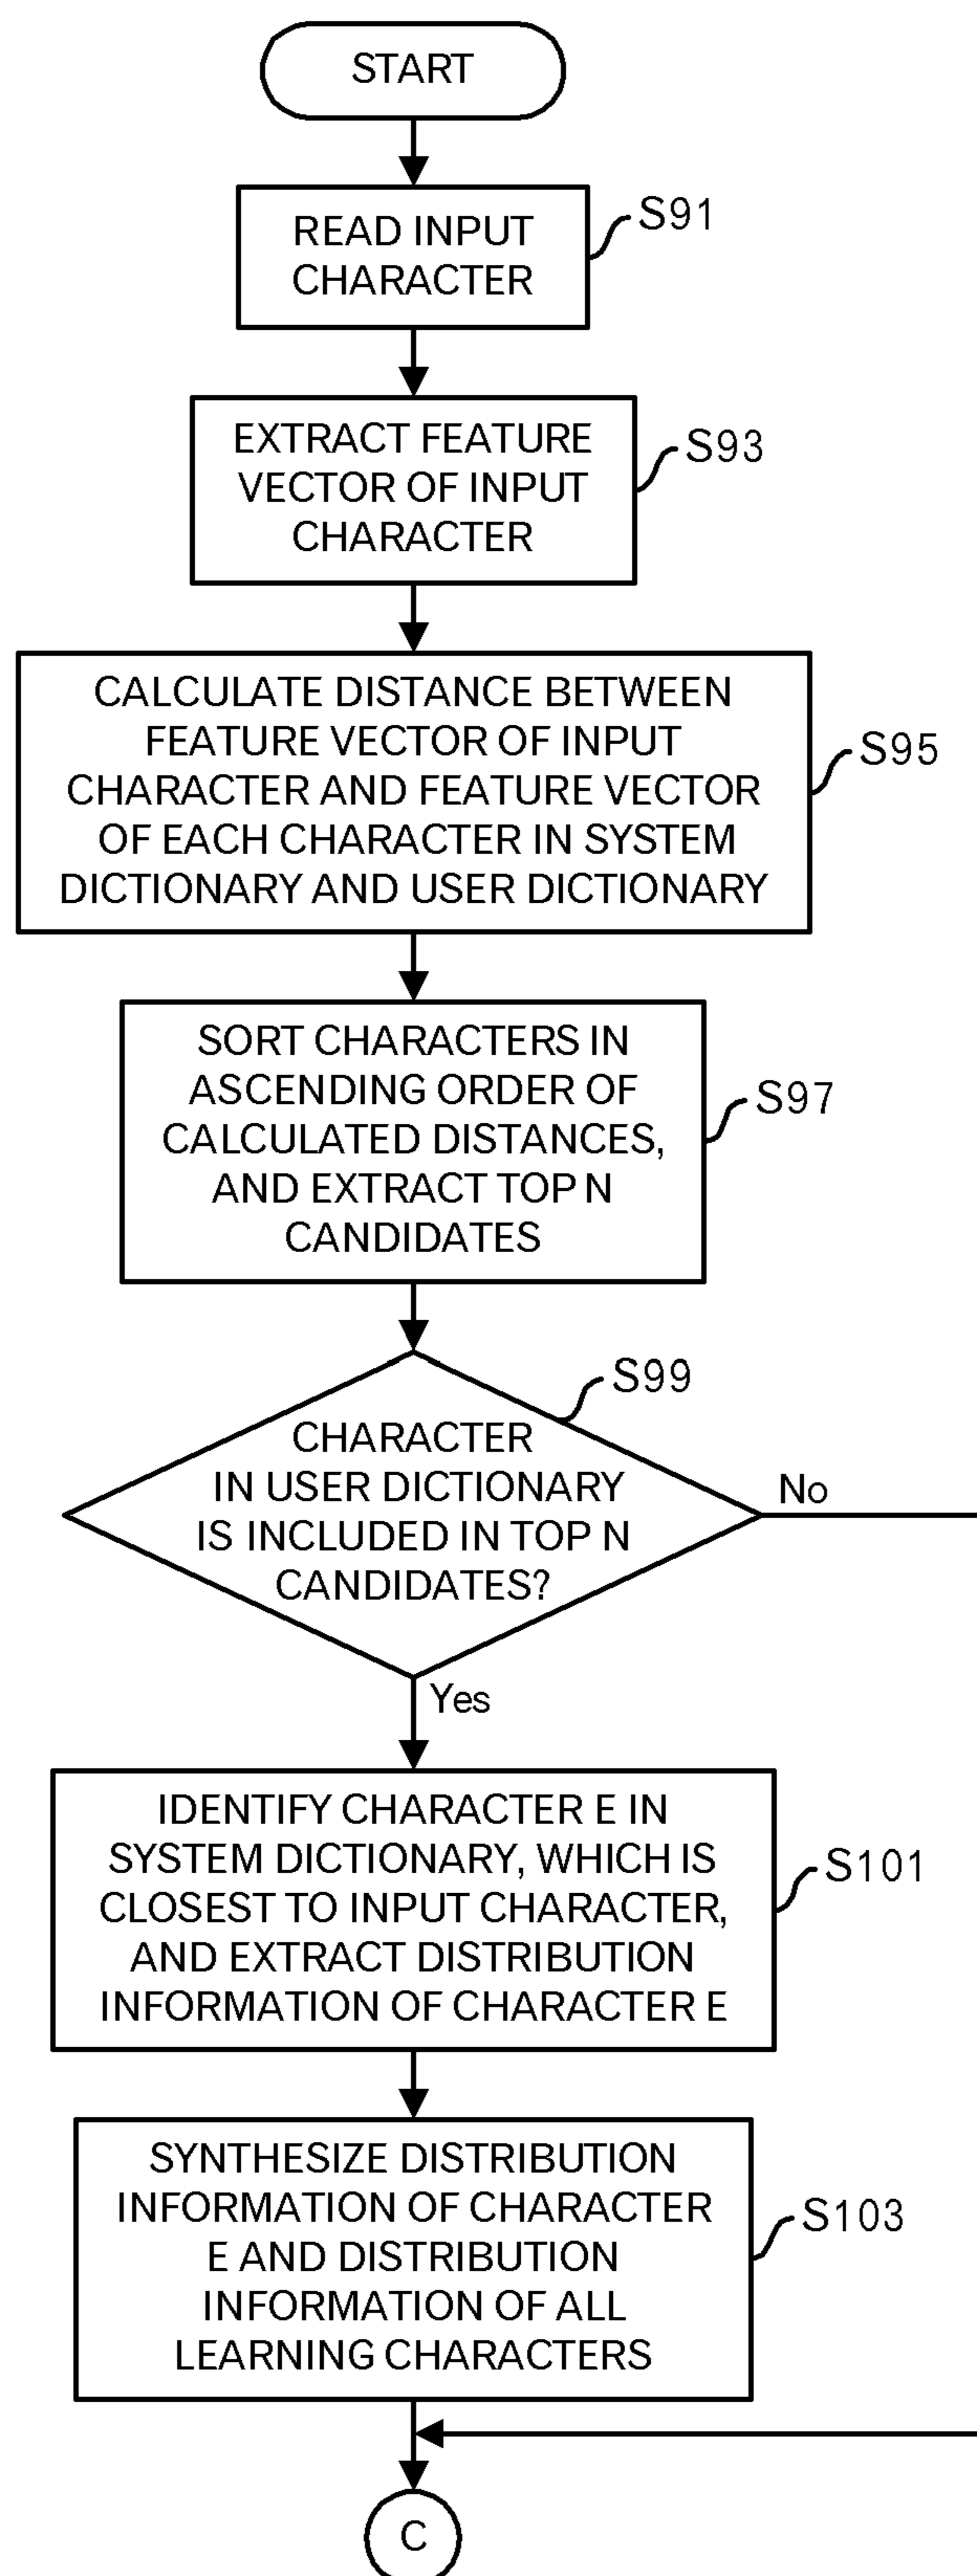 START
READ INPUT
CHARACTER
S91
EXTRACT FEATURE
VECTOR OF INPUT
CHARACTER
S93
CALCULATE DISTANCE BETWEEN
FEATURE VECTOR OF INPUT
CHARACTER AND FEATURE VECTOR
OF EACH CHARACTER IN SYSTEM
DICTIONARY AND USER DICTIONARY
S95
SORT CHARACTERS IN
ASCENDING ORDER OF
CALCULATED DISTANCES,
AND EXTRACT TOP N
CANDIDATES
S97
S99
CHARACTER
IN USER DICTIONARY
IS INCLUDED IN TOP N
CANDIDATES?
No
Yes
IDENTIFY CHARACTER E IN
SYSTEM DICTIONARY, WHICH IS
CLOSEST TO INPUT CHARACTER,
AND EXTRACT DISTRIBUTION
INFORMATION OF CHARACTER E
S101
SYNTHESIZE DISTRIBUTION
INFORMATION OF CHARACTER
E AND DISTRIBUTION
INFORMATION OF ALL
LEARNING CHARACTERS
S103
C